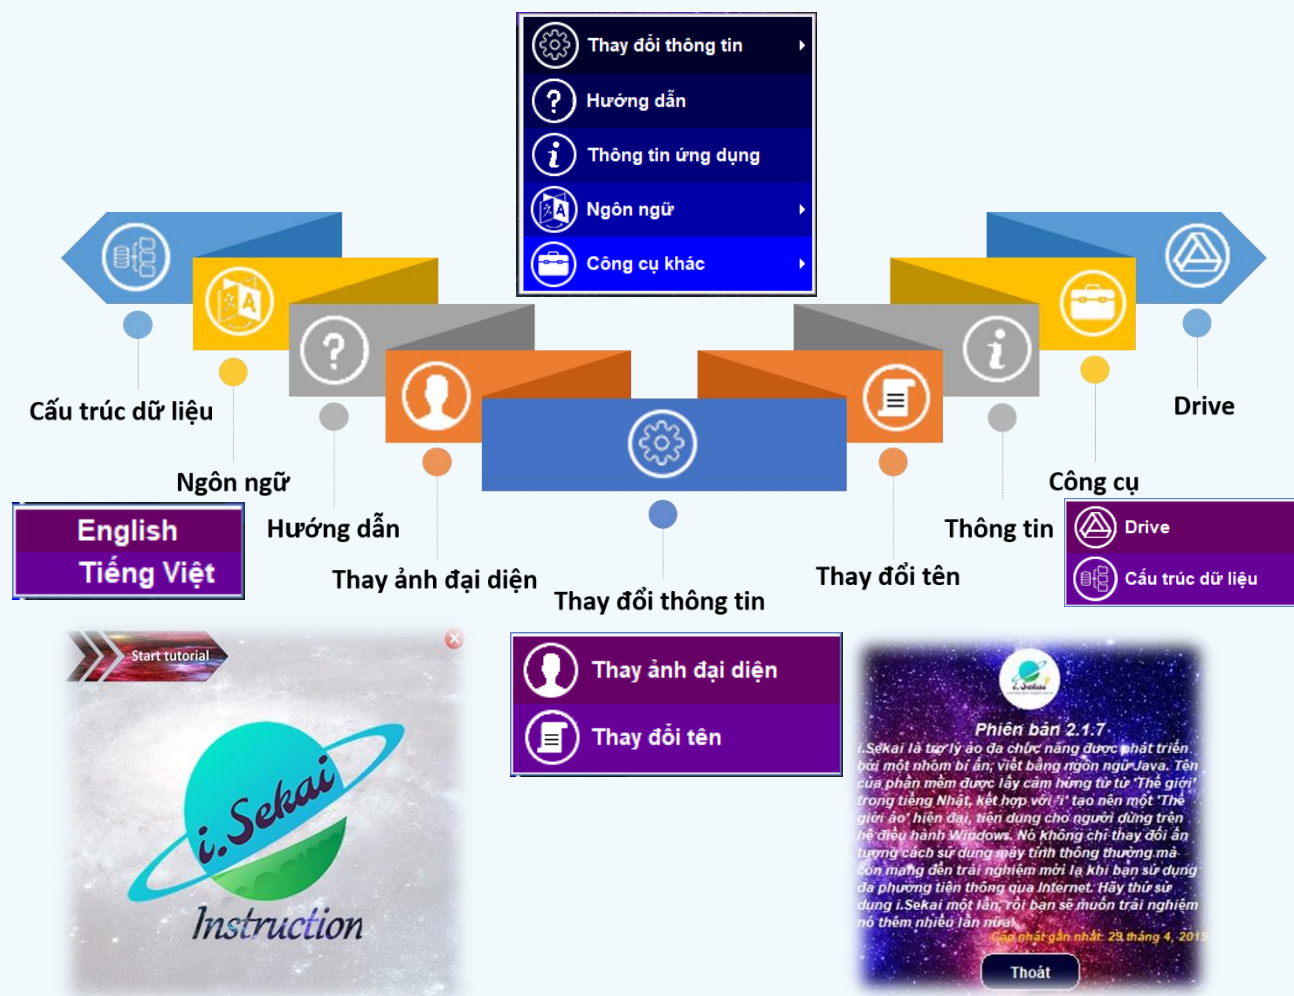 Thay đổi thông tin
Hướng dẫn
Thông tin ứng dụng
Ngôn ngữ
Công cụ khác
Cấu trúc dữ liệu
Ngôn ngữ
Hướng dẫn
Thay ảnh đại diện
Thay đổi thông tin
Thay đổi tên
Thông tin
Công cụ
Drive
English
Tiếng Việt
Drive
Cấu trúc dữ liệu
Start tutorial
i.Sekai
Instruction
Thay ảnh đại diện
Thay đổi tên
i.Sekai
Phiên bản 2.1.7
i.Sekai là trợ lý ảo đa chức năng được phát triển
bởi một nhóm bí ẩn, viết bằng ngôn ngữ Java. Tên
của phần mềm được lấy cảm hứng từ từ 'Thế giới'
trong tiếng Nhật, kết hợp với 'i' tạo nên một 'Thế
giới ảo' hiện đại, tiện dụng cho người dùng trên
hệ điều hành Windows. Nó không chỉ thay đổi ấn
tượng cách sử dụng máy tính thông thường mà
còn mang đến trải nghiệm mới lạ khi bạn sử dụng
đa phương tiện thông qua Internet. Hãy thử sử
dụng i.Sekai một lần, rồi bạn sẽ muốn trải nghiệm
nó thêm nhiều lần nữa!
Cập nhật gần nhất: 29 tháng 4, 2015
Thoát